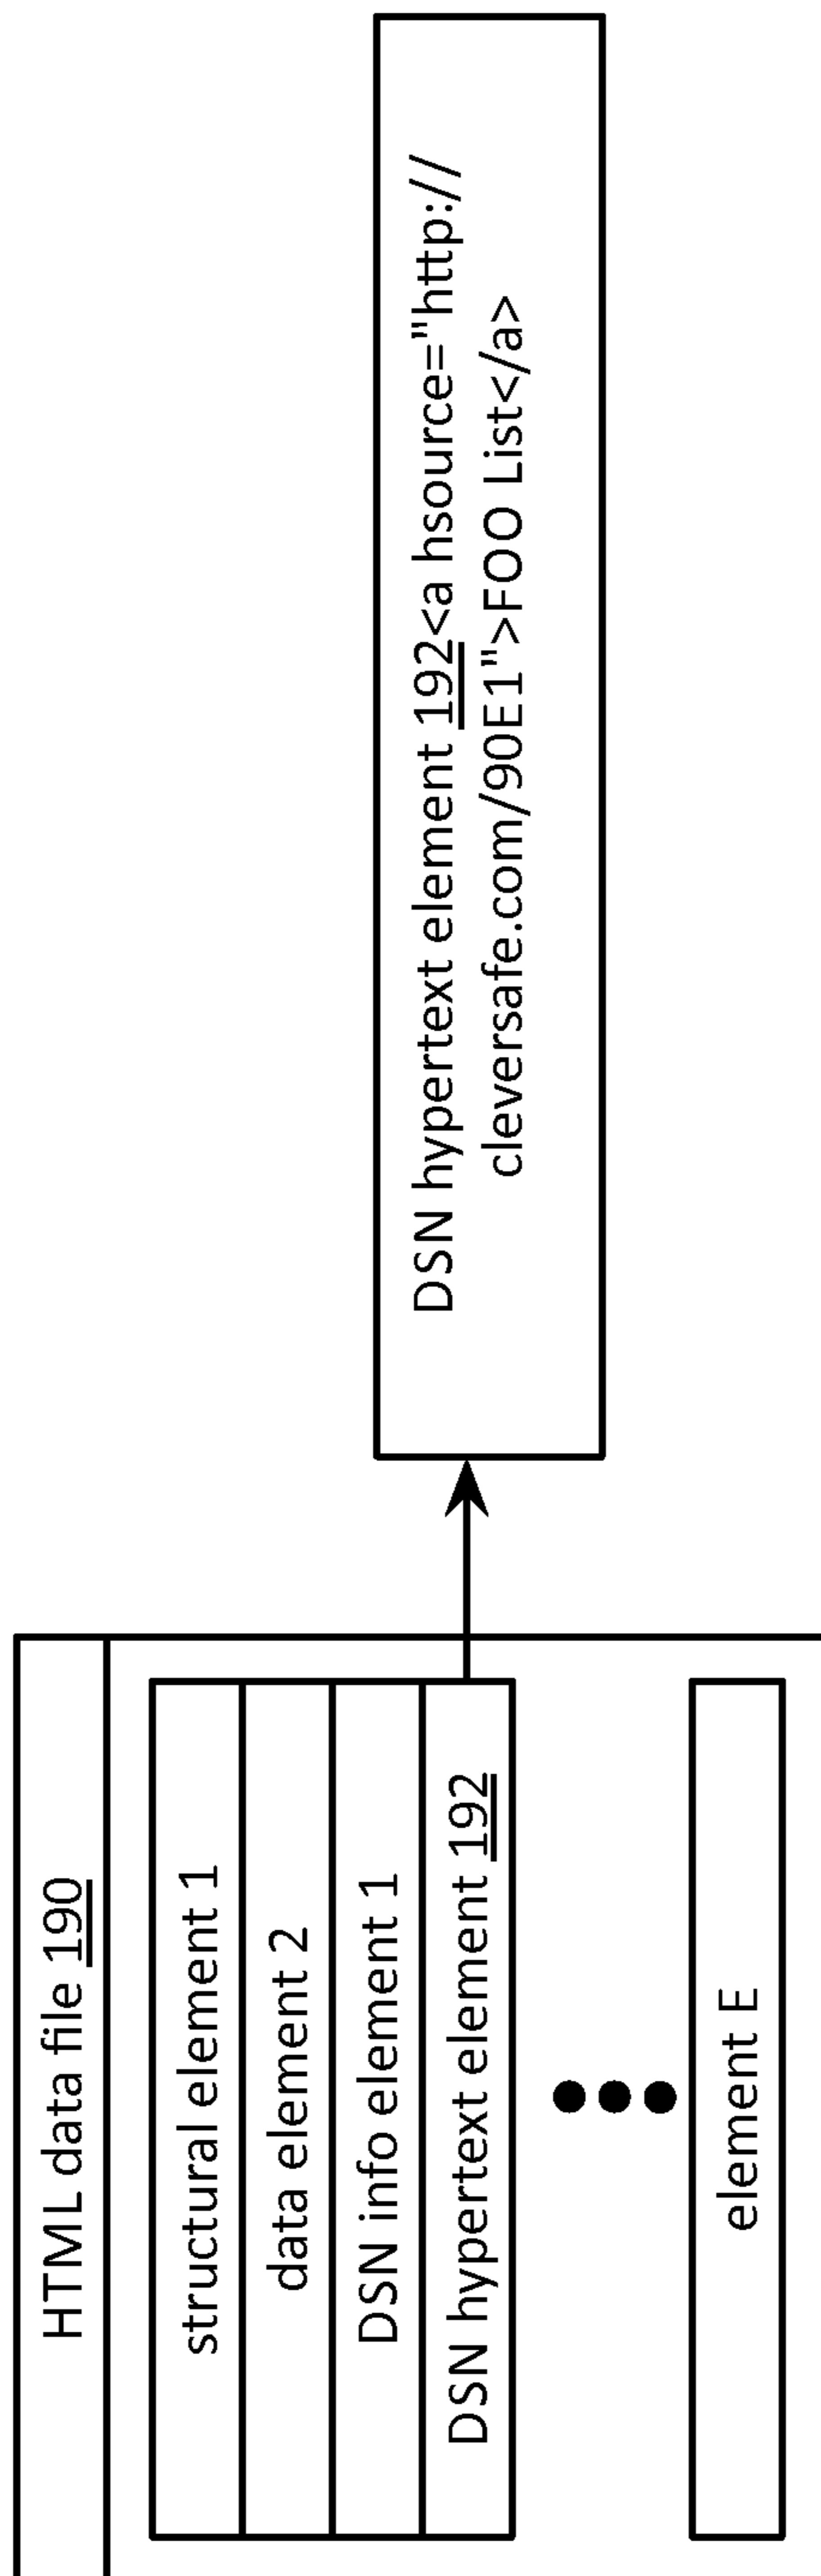 HTML data file 190
structural element 1
data element 2
DSN info element 1
DSN hypertext element 192
element E
DSN hypertext element 192<a hsource="http://
cleversafe.com/90E1">FOO List</a>